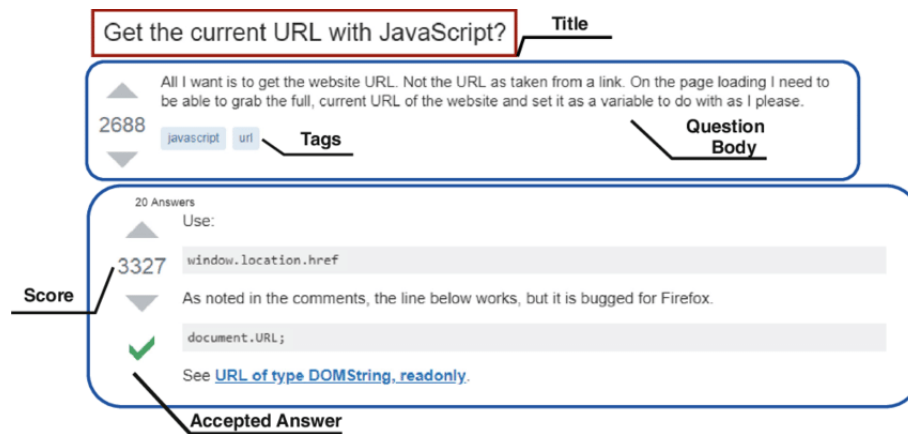 Get the current URL with JavaScript?
Title
All I want is to get the website URL. Not the URL as taken from a link. On the page loading I need to
be able to grab the full, current URL of the website and set it as a variable to do with as I please.
2688
javascript url
Tags
Question
Body
20 Answers
Use:
3327
window.location.href
Score
As noted in the comments, the line below works, but it is bugged for Firefox.
document.URL;
See URL of type DOMString, readonly.
Accepted Answer